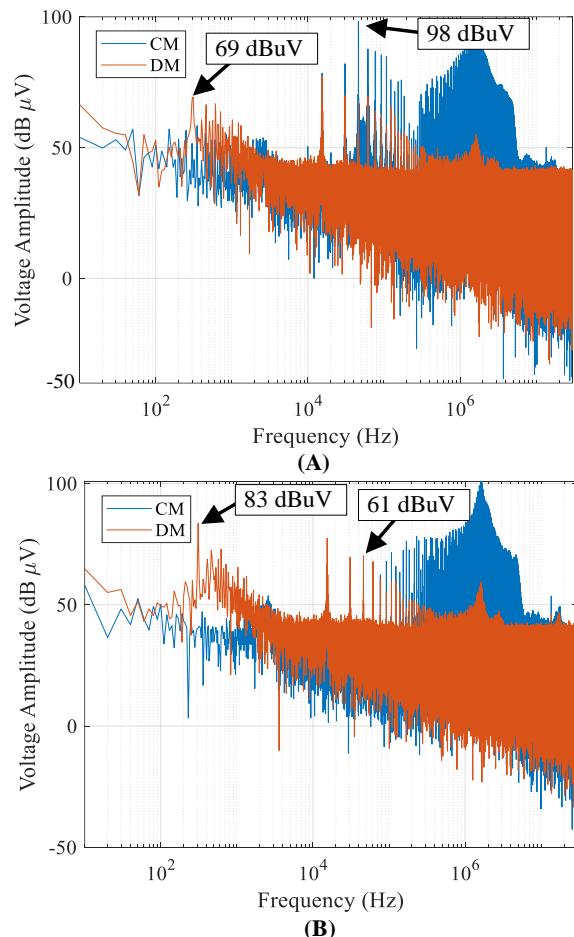 100
69 dBuV
98 dBuV
CM
DM
50
0
-50
Voltage Amplitude (dB μV)
10^2
10^4
10^6
Frequency (Hz)
(A)
100
83 dBuV
61 dBuV
CM
DM
50
0
-50
Voltage Amplitude (dB μV)
10^2
10^4
10^6
Frequency (Hz)
(B)